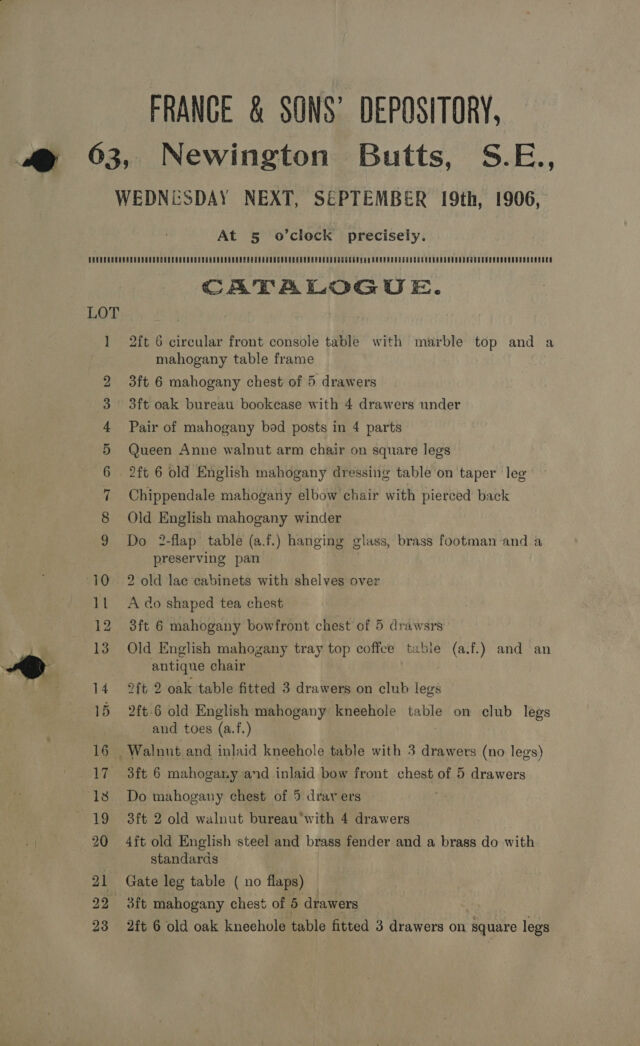 FRANCE & SONS' DEPOSITORY,
63, Newington Butts, S.E.,
WEDNESDAY NEXT, SEPTEMBER 19th, 1906,
At 5 o'clock precisely.
CATALOGUE.
LOT
1 2ft 6 circular front console table with marble top and a
mahogany table frame
2 3ft 6 mahogany chest of 5 drawers
3 3ft oak bureau bookcase with 4 drawers under
4 Pair of mahogany bed posts in 4 parts
5 Queen Anne walnut arm chair on square legs
6 2ft 6 old English mahogany dressing table on taper leg
7 Chippendale mahogany elbow chair with pierced back
8 Old English mahogany winder
9 Do 2-flap table (a.f.) hanging glass, brass footman and a
preserving pan
10 2 old lac cabinets with shelves over
11 A do shaped tea chest
12 3ft 6 mahogany bowfront chest of 5 drawsrs
13 Old English mahogany tray top coffee table (a.f.) and an
antique chair
14 2ft 2 oak table fitted 3 drawers on club legs
15 2ft 6 old English mahogany kneehole table on club legs
and toes (a.f.)
16 Walnut and inlaid kneehole table with 3 drawers (no legs)
17 3ft 6 mahogany and inlaid bow front chest of 5 drawers
18 Do mahogany chest of 5 drawers
19 3ft 2 old walnut bureau with 4 drawers
20 4ft old English steel and brass fender and a brass do with
standards
21 Gate leg table ( no flaps)
22 3ft mahogany chest of 5 drawers
23 2ft 6 old oak kneehole table fitted 3 drawers on square legs